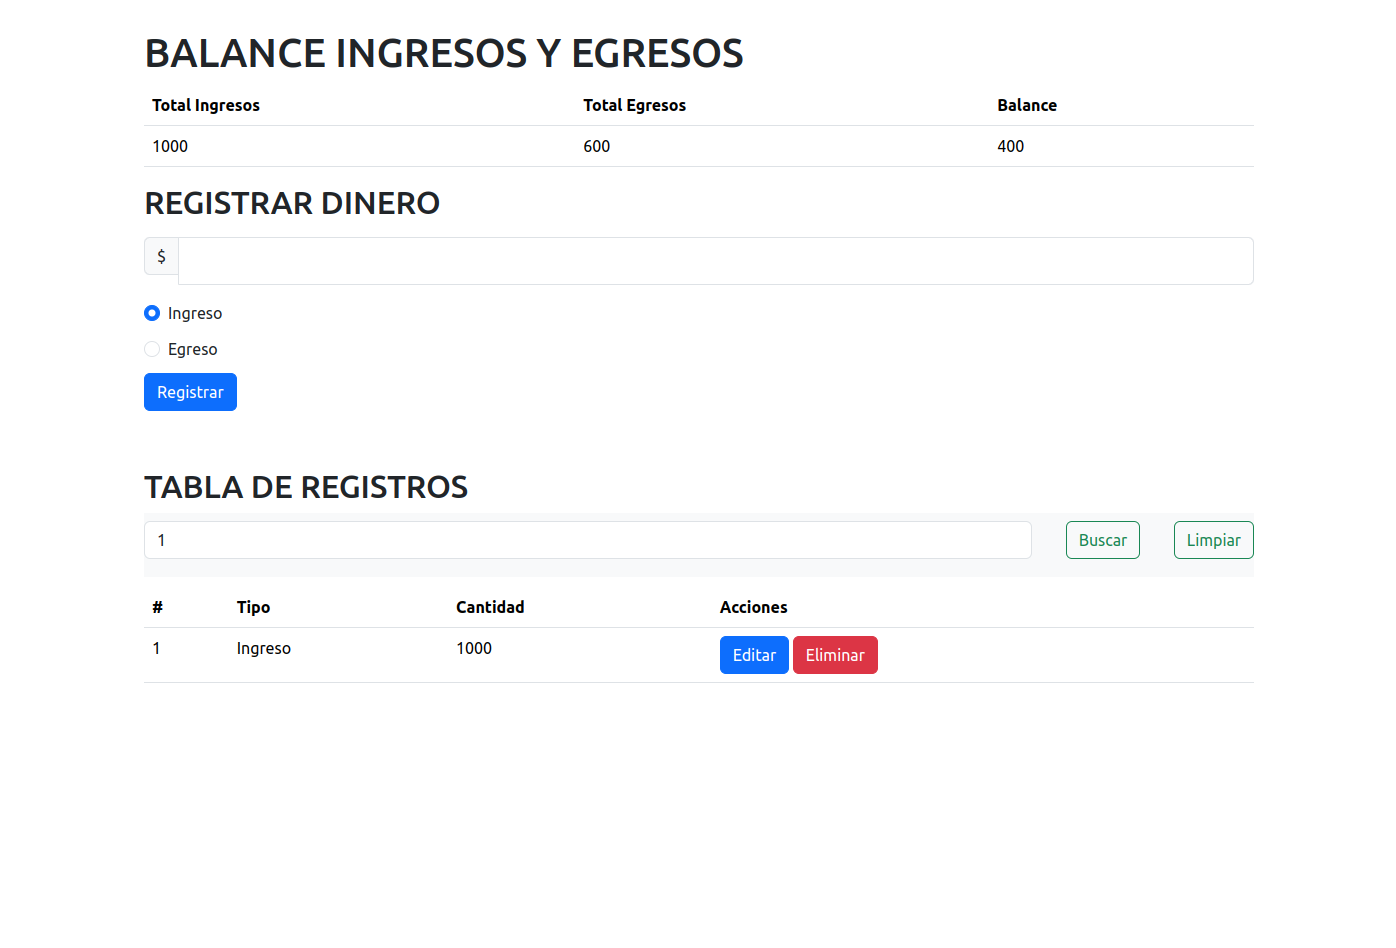 BALANCE INGRESOS Y EGRESOS
Total Ingresos Total Egresos Balance
1000 600 400
REGISTRAR DINERO
$
Ingreso
Egreso
Registrar
TABLA DE REGISTROS
1 Buscar Limpiar
# Tipo Cantidad Acciones
1 Ingreso 1000 Editar Eliminar